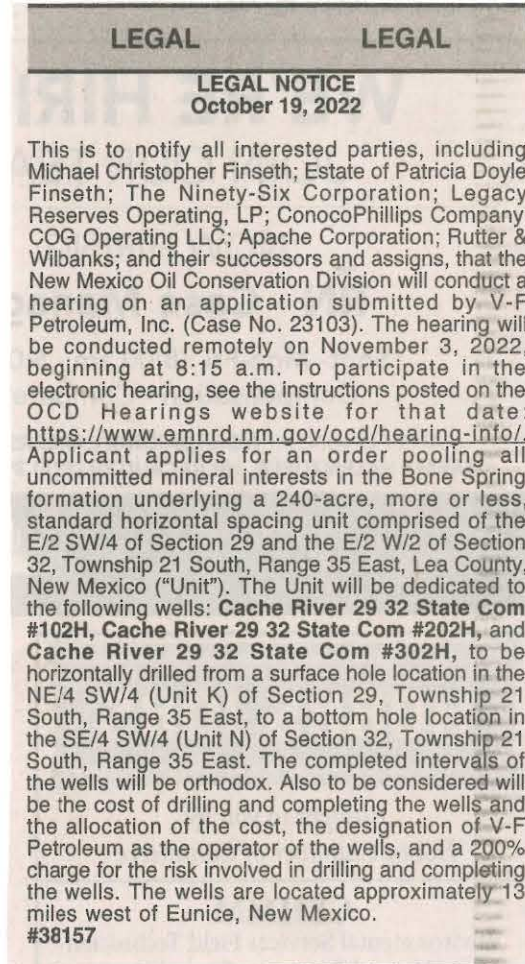 LEGAL LEGAL
LEGAL NOTICE
October 19, 2022
This is to notify all interested parties, including
Michael Christopher Finseth; Estate of Patricia Doyle
Finseth; The Ninety-Six Corporation; Legacy
Reserves Operating, LP; ConocoPhillips Company
COG Operating LLC; Apache Corporation; Rutter &
Wilbanks; and their successors and assigns, that the
New Mexico Oil Conservation Division will conduct a
hearing on an application submitted by V-F
Petroleum, Inc. (Case No. 23103). The hearing will
be conducted remotely on November 3, 2022,
beginning at 8:15 a.m. To participate in the
electronic hearing, see the instructions posted on the
OCD Hearings website for that date:
https://www.emnrd.nm.gov/ocd/hearing-info/.
Applicant applies for an order pooling all
uncommitted mineral interests in the Bone Spring
formation underlying a 240-acre, more or less,
standard horizontal spacing unit comprised of the
E/2 SW/4 of Section 29 and the E/2 W/2 of Section
32, Township 21 South, Range 35 East, Lea County,
New Mexico ("Unit"). The Unit will be dedicated to
the following wells: Cache River 29 32 State Com
#102H, Cache River 29 32 State Com #202H, and
Cache River 29 32 State Com #302H, to be
horizontally drilled from a surface hole location in the
NE/4 SW/4 (Unit K) of Section 29, Township 21
South, Range 35 East, to a bottom hole location in
the SE/4 SW/4 (Unit N) of Section 32, Township 21
South, Range 35 East. The completed intervals of
the wells will be orthodox. Also to be considered will
be the cost of drilling and completing the wells and
the allocation of the cost, the designation of V-F
Petroleum as the operator of the wells, and a 200%
charge for the risk involved in drilling and completing
the wells. The wells are located approximately 13
miles west of Eunice, New Mexico.
#38157